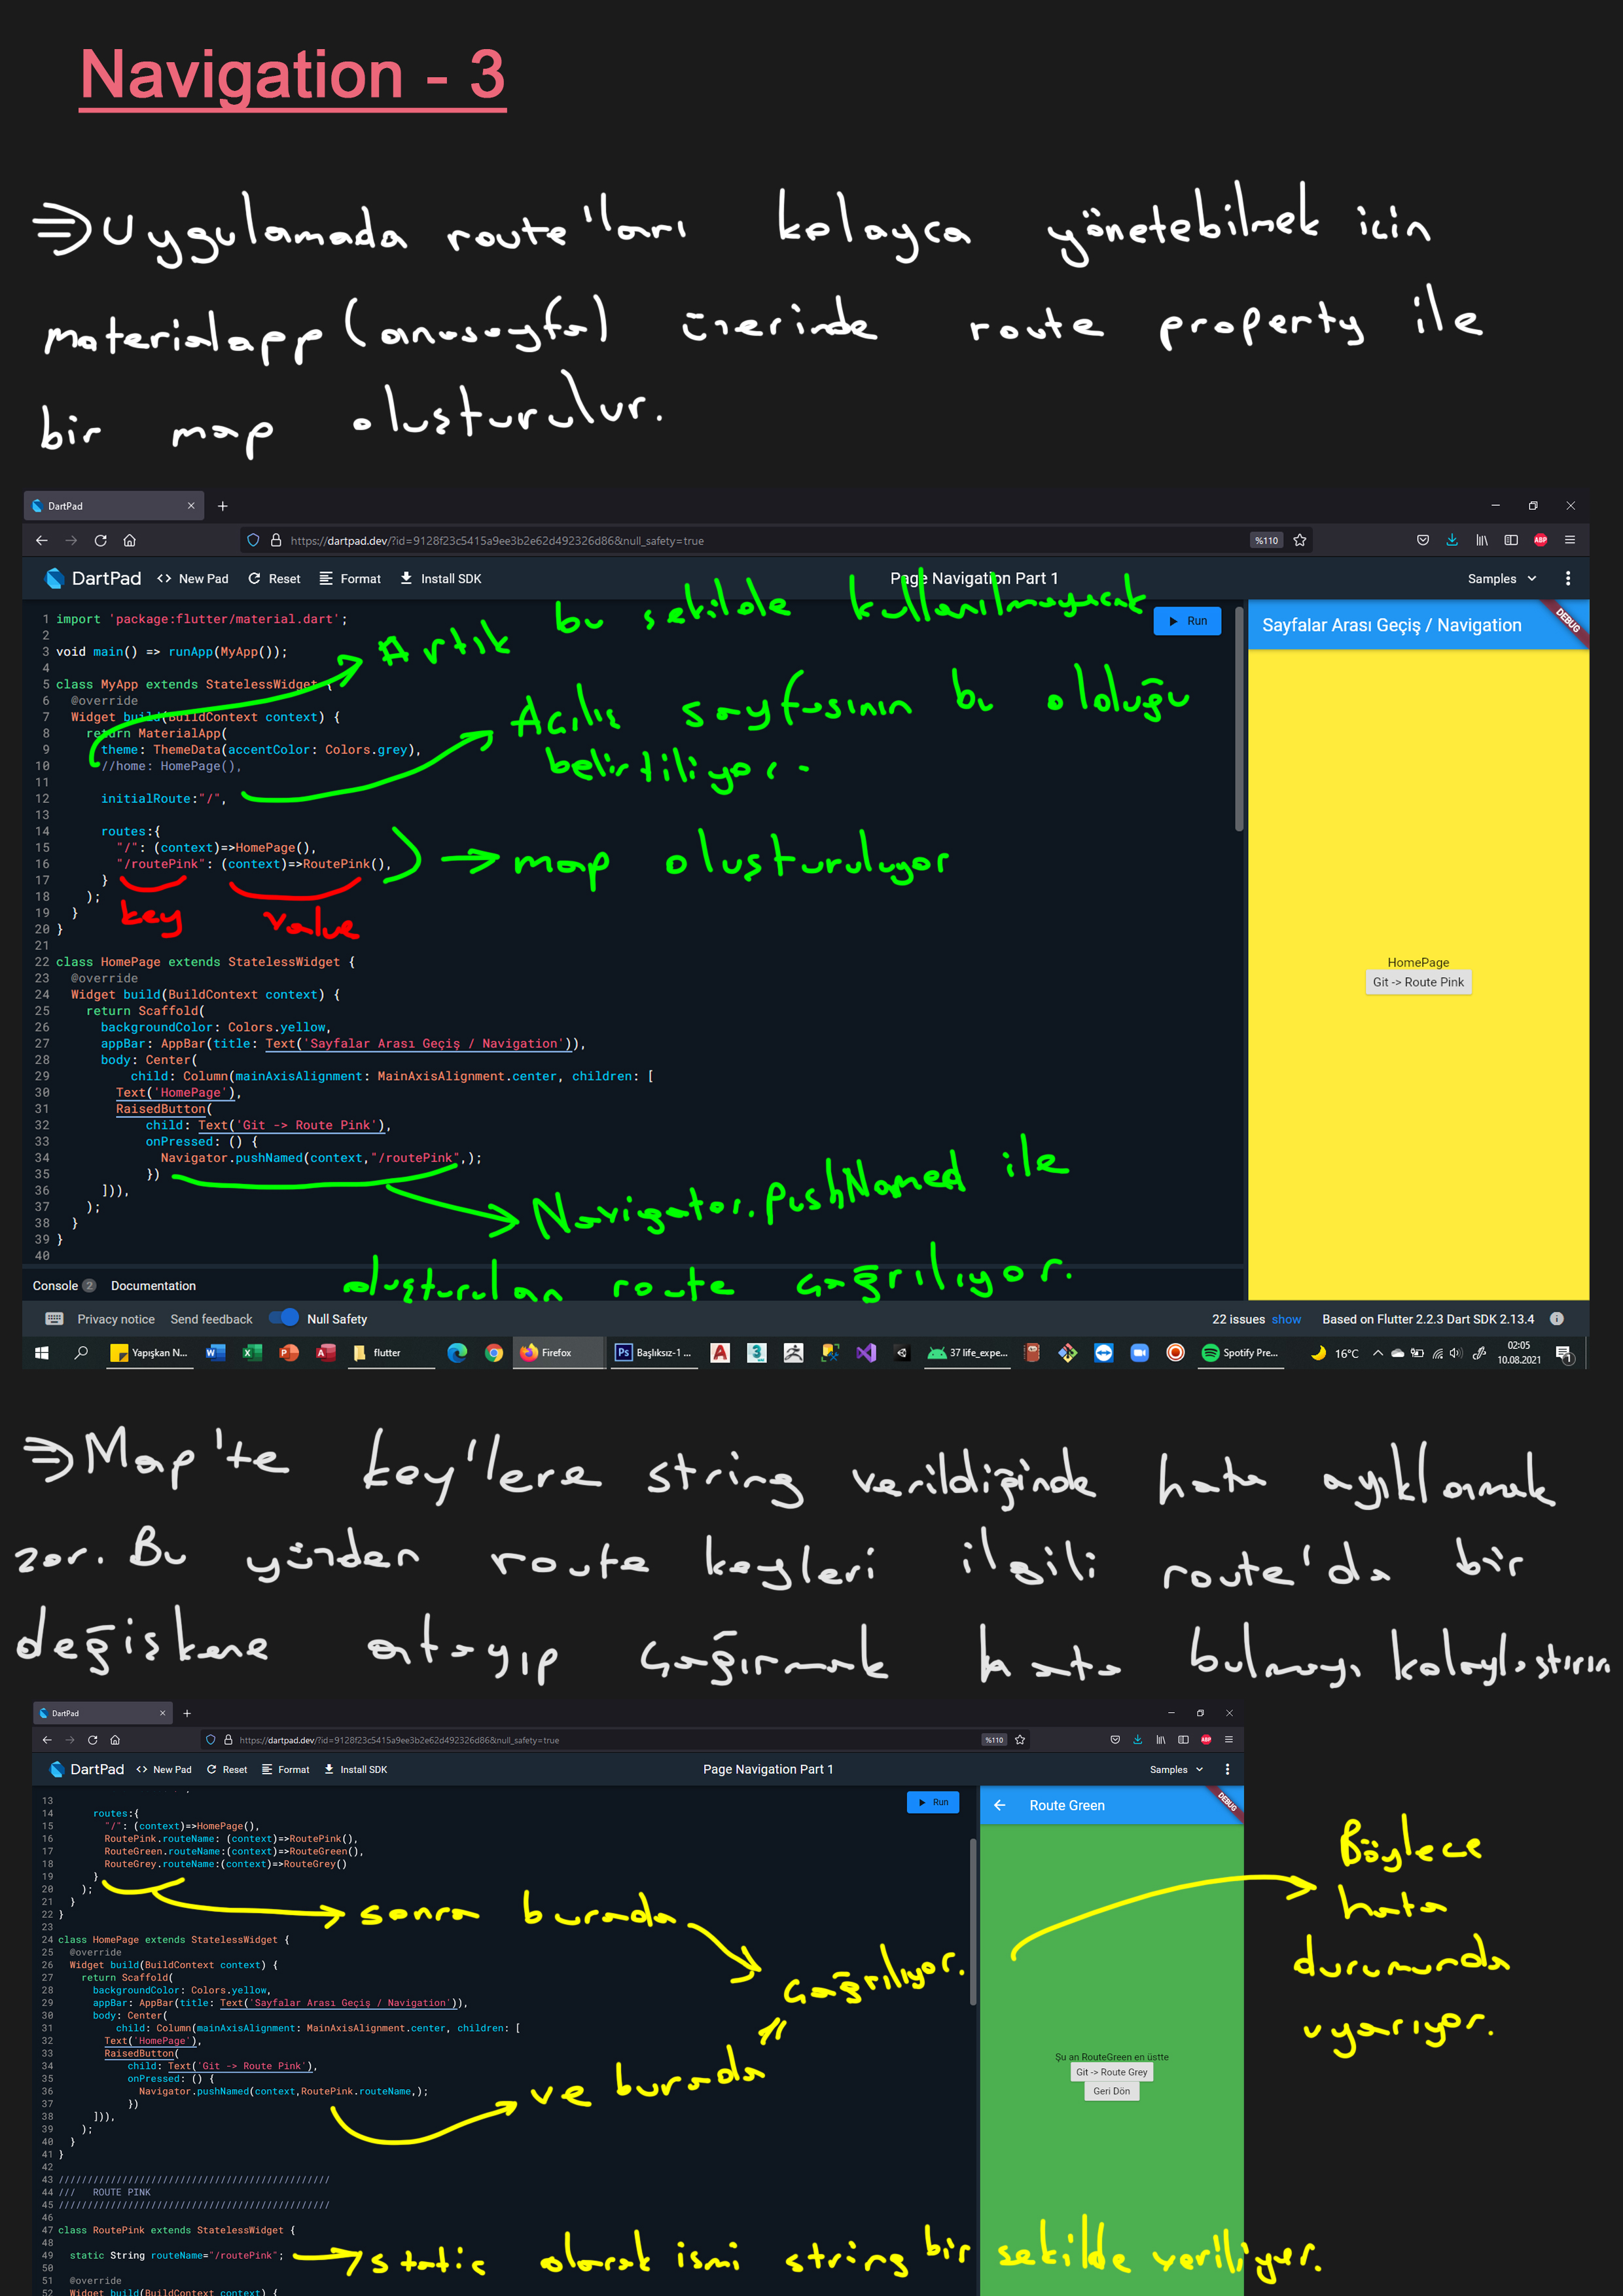 Navigation - 3
⇒ Uygulamada route'ları kolayca yönetebilmek icin
materialapp (anasayfa) üzerinde route property ile
bir map oluşturulur.
DartPad
https://dartpad.dev/?id=9128f23c5415a9ee3b2e62d492326d86&null_safety=true
%110
DartPad <> New Pad Reset Format Install SDK Page Navigation Part 1 Samples
Run
Artık bu sekilde kullanılmayacak
1 import 'package:flutter/material.dart';
2
3 void main() => runApp(MyApp());
4
5 class MyApp extends StatelessWidget {
6 @override
7 Widget build(BuildContext context) {
8 return MaterialApp(
9 theme: ThemeData(accentColor: Colors.grey),
10 //home: HomePage(),
11
12 initialRoute:"/",
Acılış sayfasının bu olduğu
belirtiliyor.
13
14 routes:{
15 "/": (context)=>HomePage(),
16 "/routePink": (context)=>RoutePink(),
17 }
18 );
19 }
20 }
map oluşturuluyor
key value
21
22 class HomePage extends StatelessWidget {
23 @override
24 Widget build(BuildContext context) {
25 return Scaffold(
26 backgroundColor: Colors.yellow,
27 appBar: AppBar(title: Text('Sayfalar Arası Geçiş / Navigation')),
28 body: Center(
29 child: Column(mainAxisAlignment: MainAxisAlignment.center, children: [
30 Text('HomePage'),
31 RaisedButton(
32 child: Text('Git -> Route Pink'),
33 onPressed: () {
34 Navigator.pushNamed(context,"/routePink",);
35 })
36 ])),
37 );
38 }
39 }
40
Navigator.pushNamed ile
oluşturulan route çağrılıyor.
Sayfalar Arası Geçiş / Navigation
DEBUG
HomePage
Git -> Route Pink
Console 2 Documentation
Privacy notice Send feedback Null Safety 22 issues show Based on Flutter 2.2.3 Dart SDK 2.13.4
Yapışkan N... flutter Firefox Başlıksız-1 ... 37 life_expe... Spotify Pre... 16°C 02:05
10.08.2021
⇒ Map'te key'lere string verildiğinde hata ayıklamak
zor. Bu yüzden route keyleri ilgili route'da bir
değiskene atayıp çağırmak hata bulmayı kolaylastırır
DartPad
https://dartpad.dev/?id=9128f23c5415a9ee3b2e62d492326d86&null_safety=true
%110
DartPad <> New Pad Reset Format Install SDK Page Navigation Part 1 Samples
Run
13
14 routes:{
15 "/": (context)=>HomePage(),
16 RoutePink.routeName: (context)=>RoutePink(),
17 RouteGreen.routeName:(context)=>RouteGreen(),
18 RouteGrey.routeName:(context)=>RouteGrey()
19 }
20 );
21 }
22 }
sonra burada
çağrılıyor.
23
24 class HomePage extends StatelessWidget {
25 @override
26 Widget build(BuildContext context) {
27 return Scaffold(
28 backgroundColor: Colors.yellow,
29 appBar: AppBar(title: Text('Sayfalar Arası Geçiş / Navigation')),
30 body: Center(
31 child: Column(mainAxisAlignment: MainAxisAlignment.center, children: [
32 Text('HomePage'),
33 RaisedButton(
34 child: Text('Git -> Route Pink'),
35 onPressed: () {
36 Navigator.pushNamed(context,RoutePink.routeName,);
37 })
38 ])),
39 );
40 }
41 }
ve burada
42
43 ////////////////////////////////////////////////
44 /// ROUTE PINK
45 ////////////////////////////////////////////////
46
47 class RoutePink extends StatelessWidget {
48
49 static String routeName="/routePink";
static olarak ismi string bir sekilde veriliyor.
50
51 @override
52 Widget build(BuildContext context) {
Route Green
DEBUG
Şu an RouteGreen en üstte
Git -> Route Grey
Geri Dön
Böylece
hata
durumunda
uyarıyor.